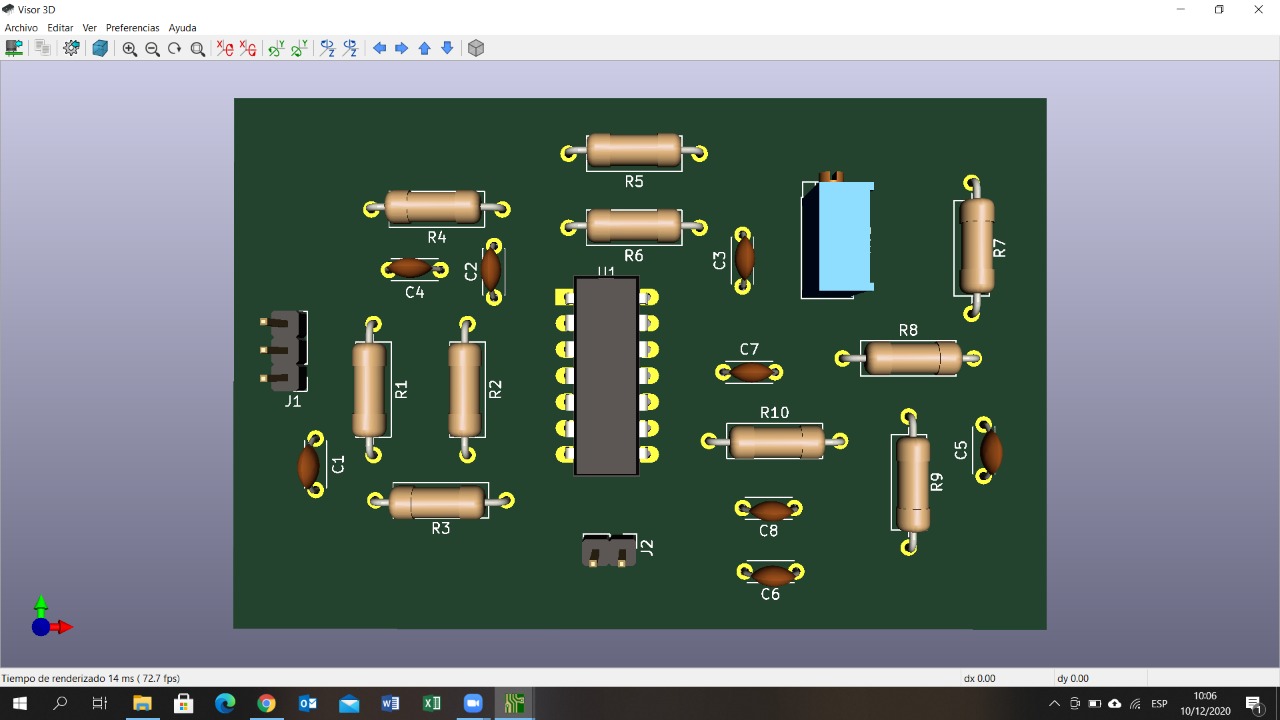 Visor 3D
Archivo Editar Ver Preferencias Ayuda
R5
R4
R6
C2
C3
R7
C4
U1
R8
C7
R1
R2
J1
R10
C5
C1
R9
R3
C8
J2
C6
Tiempo de renderizado 14 ms ( 72.7 fps)
dx 0.00
dy 0.00
ESP
10:06
10/12/2020